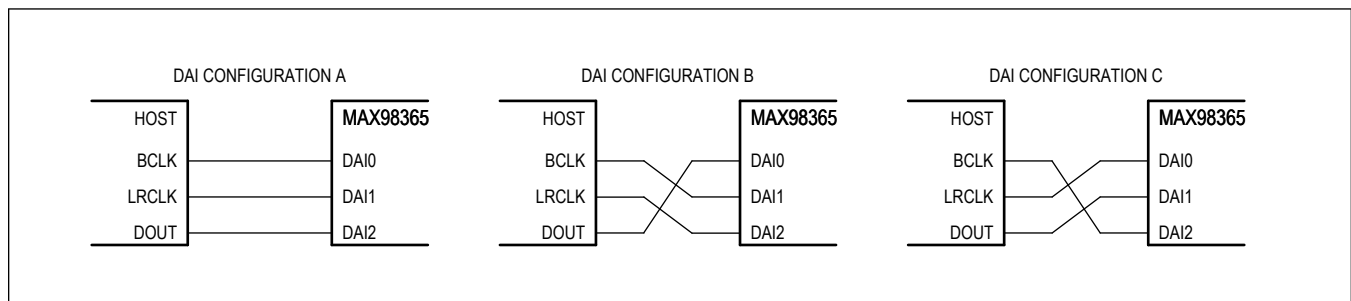 DAI CONFIGURATION A
HOST
MAX98365
BCLK
DAI0
LRCLK
DAI1
DOUT
DAI2
DAI CONFIGURATION B
HOST
MAX98365
BCLK
DAI0
LRCLK
DAI1
DOUT
DAI2
DAI CONFIGURATION C
HOST
MAX98365
BCLK
DAI0
LRCLK
DAI1
DOUT
DAI2